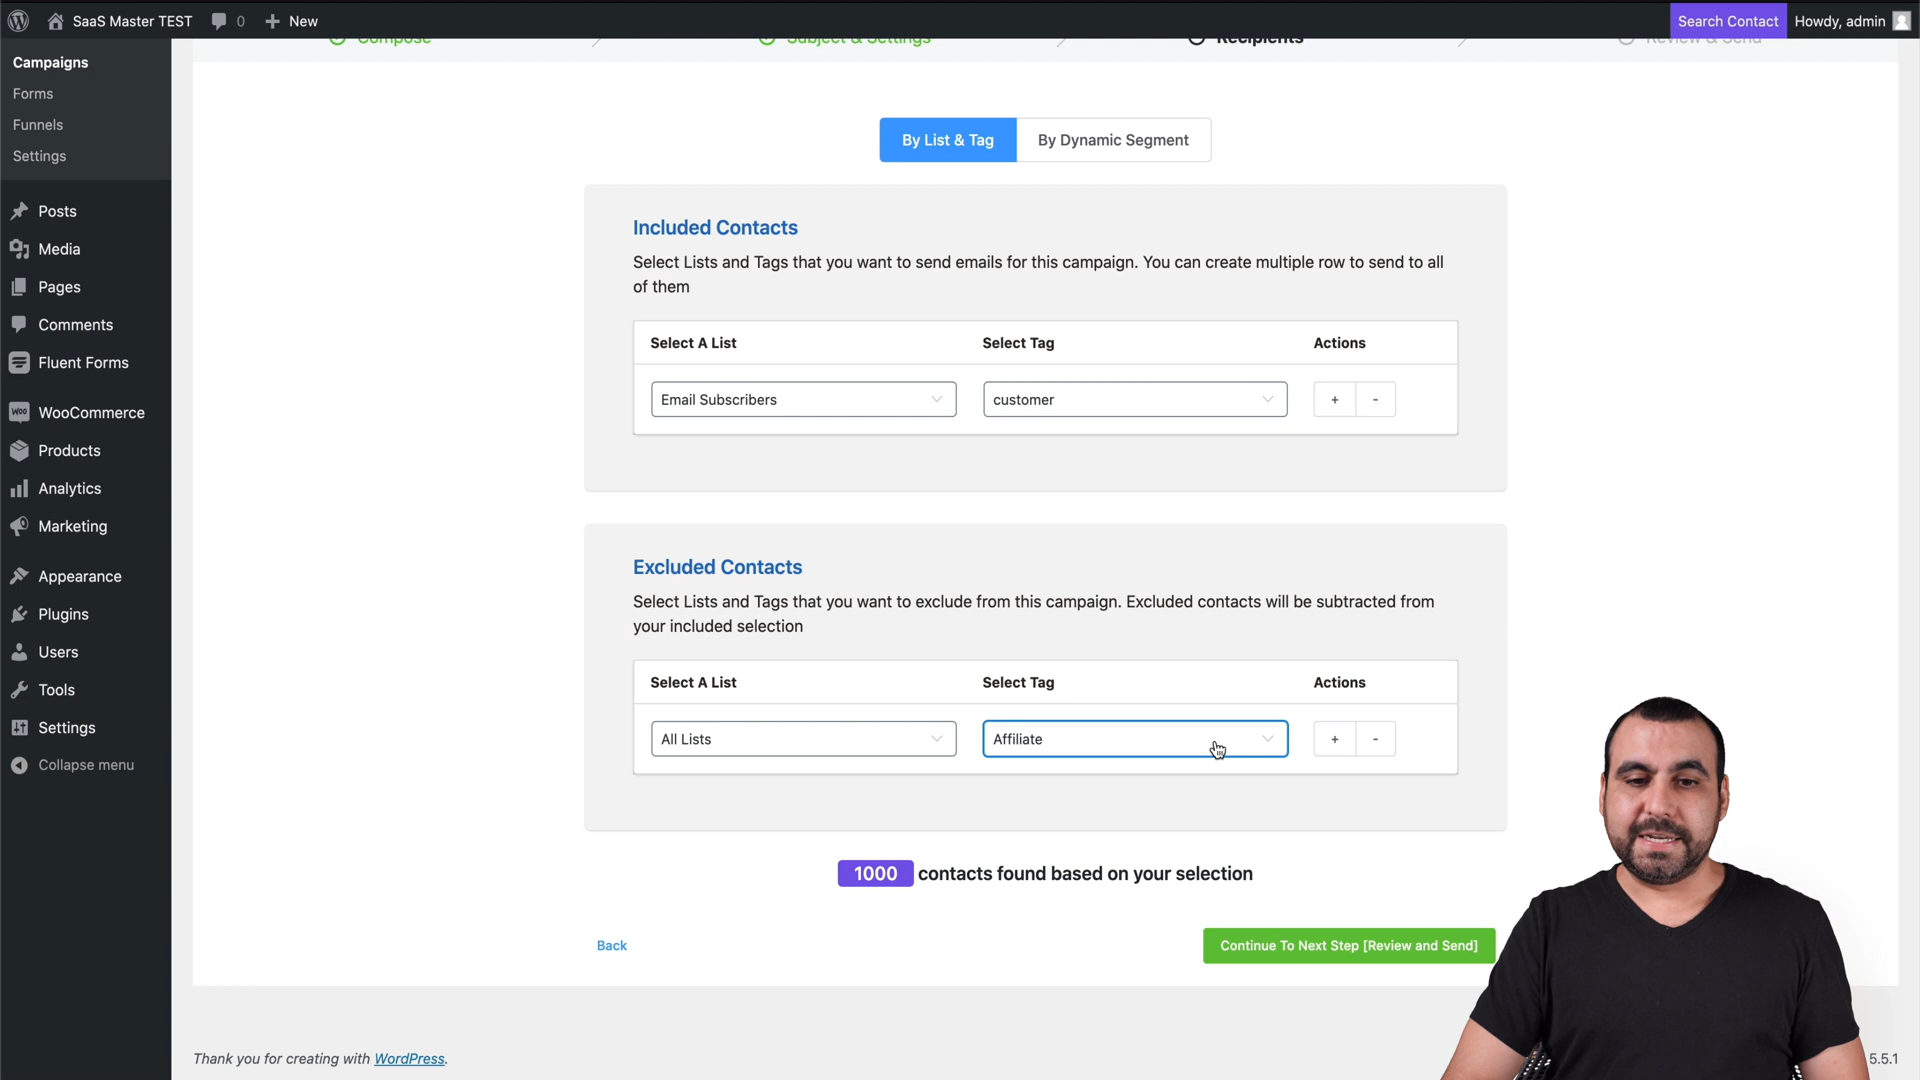 SaaS Master TEST 0 New Search Contact Howdy, admin
Compose Subject & Settings Recipients Review & Send
Campaigns
Forms
Funnels
Settings
Posts
Media
Pages
Comments
Fluent Forms
WooCommerce
Products
Analytics
Marketing
Appearance
Plugins
Users
Tools
Settings
Collapse menu
By List & Tag By Dynamic Segment
Included Contacts
Select Lists and Tags that you want to send emails for this campaign. You can create multiple row to send to all
of them
Select A List Select Tag Actions
Email Subscribers customer + -
Excluded Contacts
Select Lists and Tags that you want to exclude from this campaign. Excluded contacts will be subtracted from
your included selection
Select A List Select Tag Actions
All Lists Affiliate + -
1000 contacts found based on your selection
Back Continue To Next Step [Review and Send]
Thank you for creating with WordPress. 5.5.1